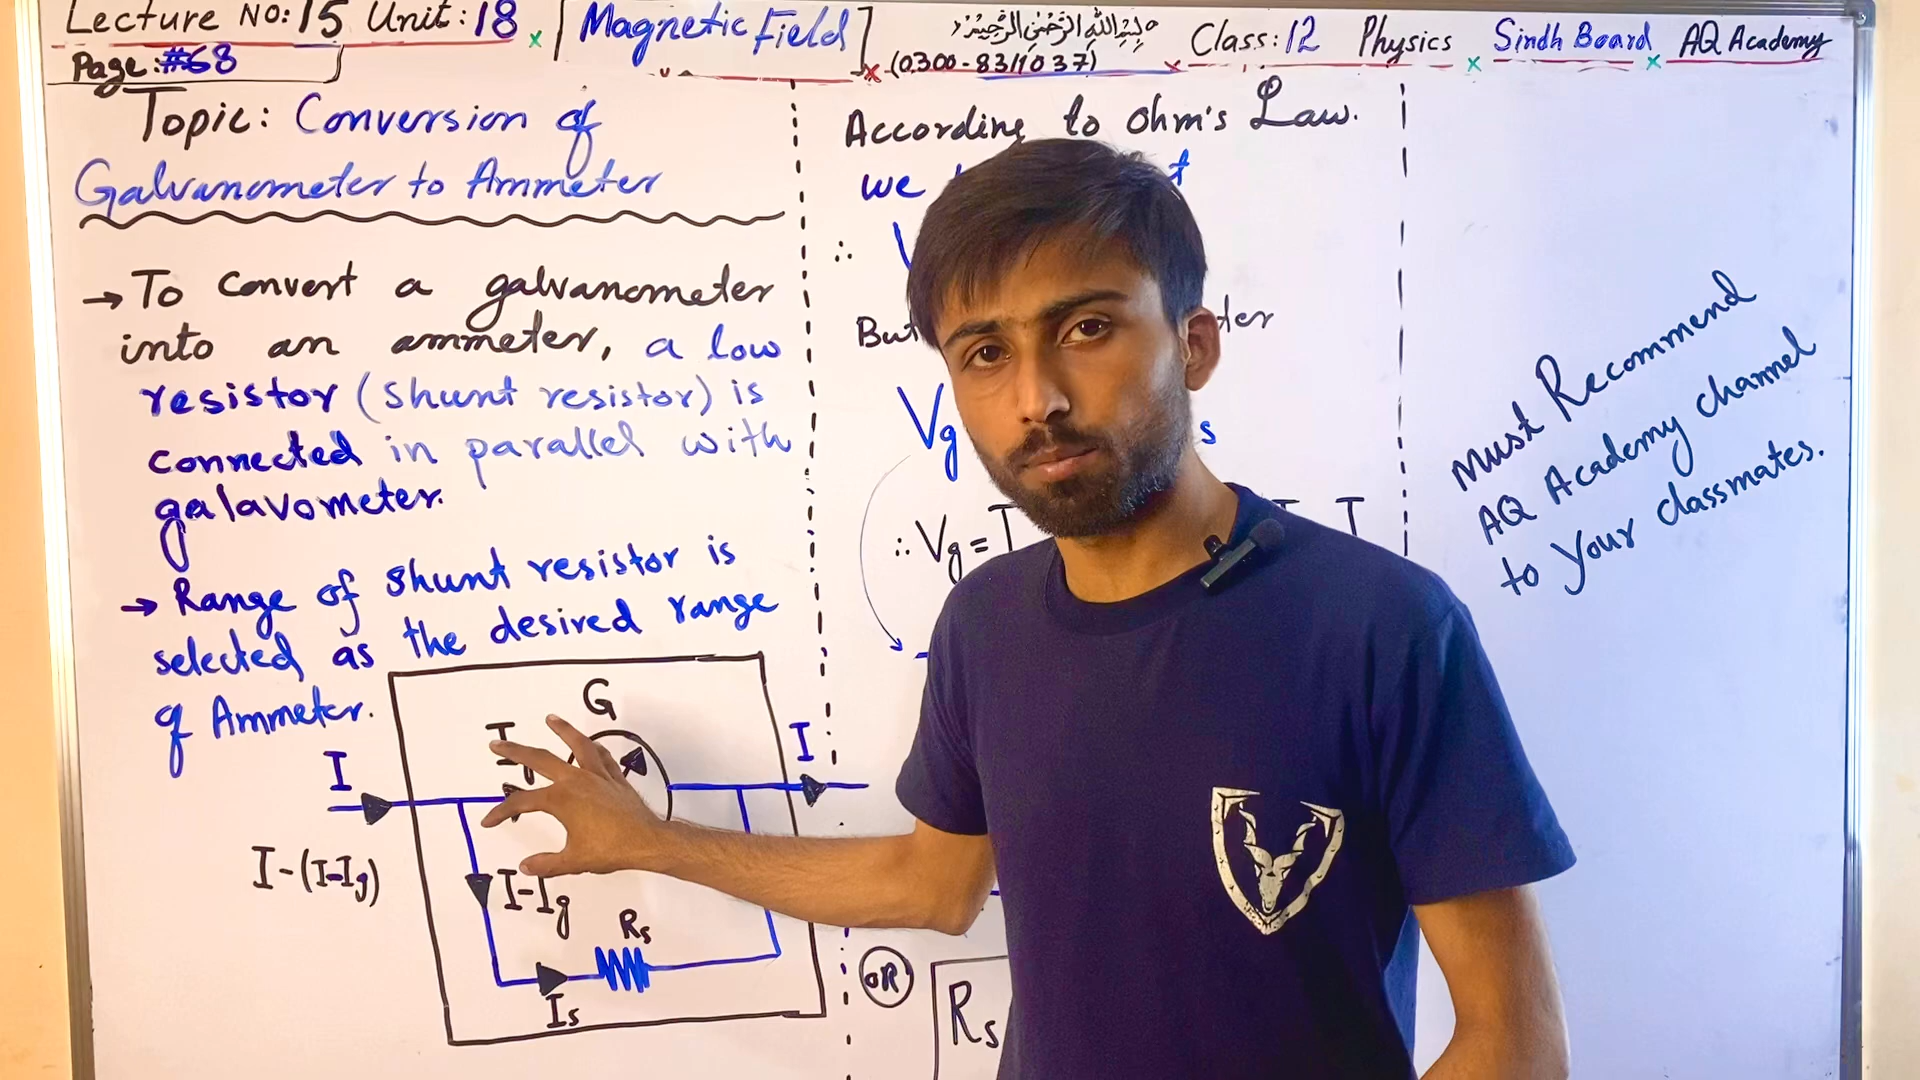 Lecture NO: 15 Unit: 18
Page: #68
[Magnetic Field]
بِسْمِ اللهِ الرَّحْمٰنِ الرَّحِيْمِ
(0300-8311037)
Class: 12 Physics Sindh Board AQ Academy
Topic: Conversion of
Galvanometer to Ammeter
→ To convert a galvanometer
into an ammeter, a low
resistor (shunt resistor) is
connected in parallel with
galavometer.
→ Range of shunt resistor is
selected as the desired range
of Ammeter.
G
I
I
I
I-(I-Ig)
I-Ig
Rs
Is
According to Ohm's Law.
we
∴ V
But
Vg
s
∴ Vg = I
OR
Rs
Must Recommend
AQ Academy channel
to Your classmates.